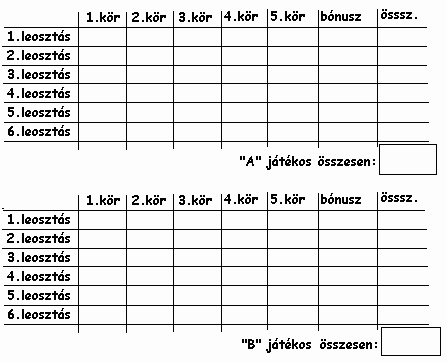 1.kör 2.kör 3.kör 4.kör 5.kör bónusz össsz.
1.leosztás
2.leosztás
3.leosztás
4.leosztás
5.leosztás
6.leosztás
"A" játékos összesen:
1.kör 2.kör 3.kör 4.kör 5.kör bónusz össsz.
1.leosztás
2.leosztás
3.leosztás
4.leosztás
5.leosztás
6.leosztás
"B" játékos összesen: